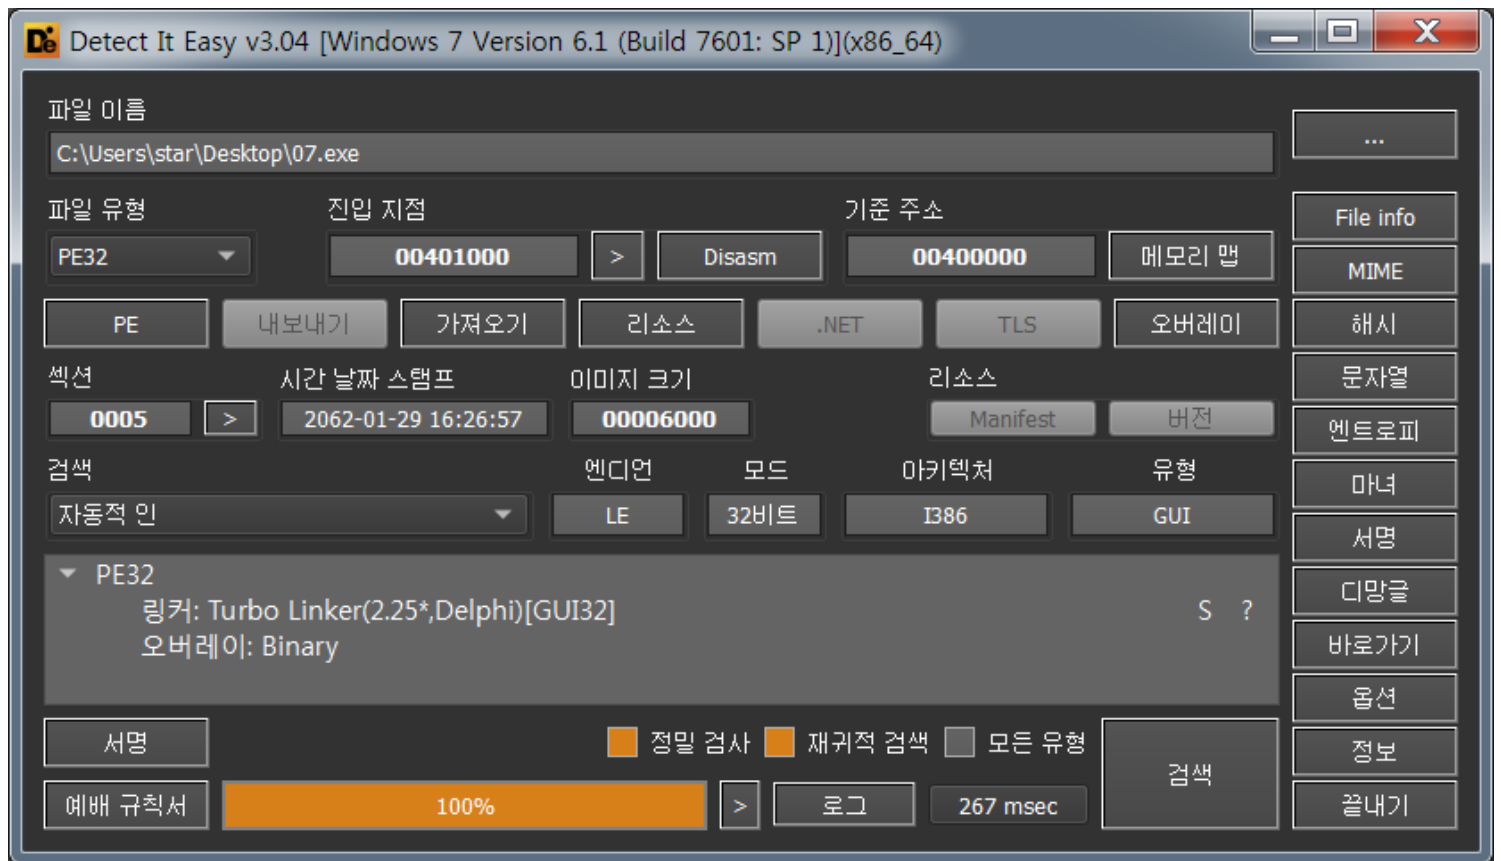 Detect It Easy v3.04 [Windows 7 Version 6.1 (Build 7601: SP 1)](x86_64)
파일 이름
C:\Users\star\Desktop\07.exe
...
파일 유형 진입 지점 기준 주소
PE32 00401000 > Disasm 00400000 메모리 맵
File info
MIME
PE 내보내기 가져오기 리소스 .NET TLS 오버레이
해시
섹션 시간 날짜 스탬프 이미지 크기 리소스
0005 > 2062-01-29 16:26:57 00006000 Manifest 버전
문자열
엔트로피
검색 엔디언 모드 아키텍처 유형
자동적 인 LE 32비트 I386 GUI
마녀
서명
PE32
링커: Turbo Linker(2.25*,Delphi)[GUI32] S ?
오버레이: Binary
디망글
바로가기
옵션
서명 정밀 검사 재귀적 검색 모든 유형 검색
정보
예배 규칙서 100% > 로그 267 msec
끝내기